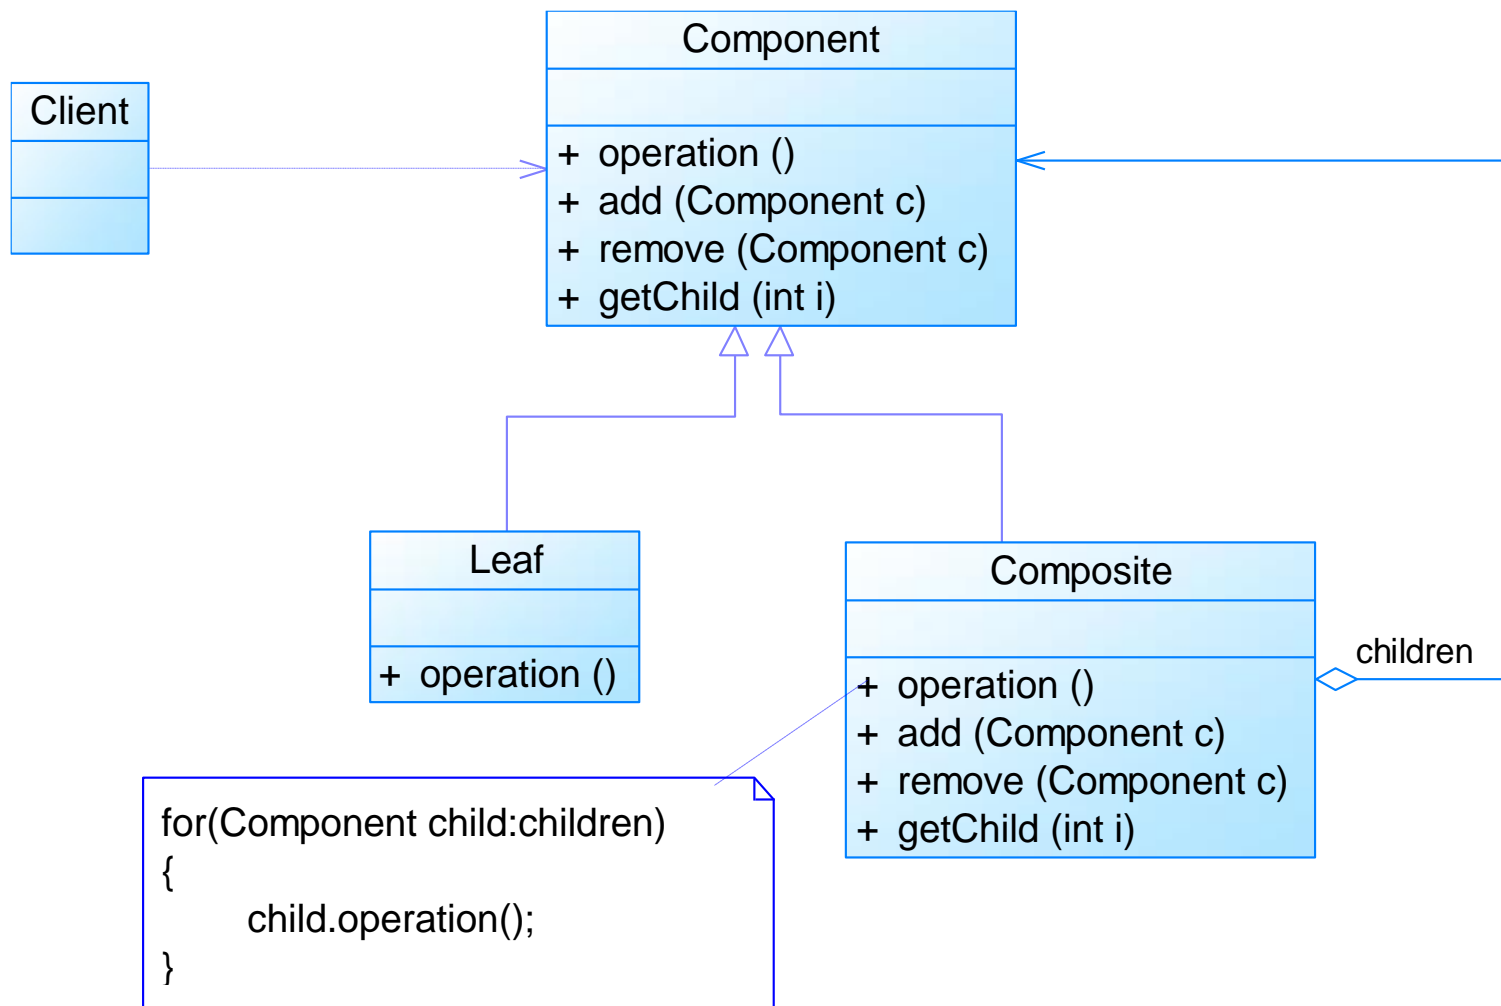 Component
+ operation ()
+ add (Component c)
+ remove (Component c)
+ getChild (int i)
Client
Leaf
+ operation ()
Composite
+ operation ()
+ add (Component c)
+ remove (Component c)
+ getChild (int i)
children
for(Component child:children)
{
child.operation();
}